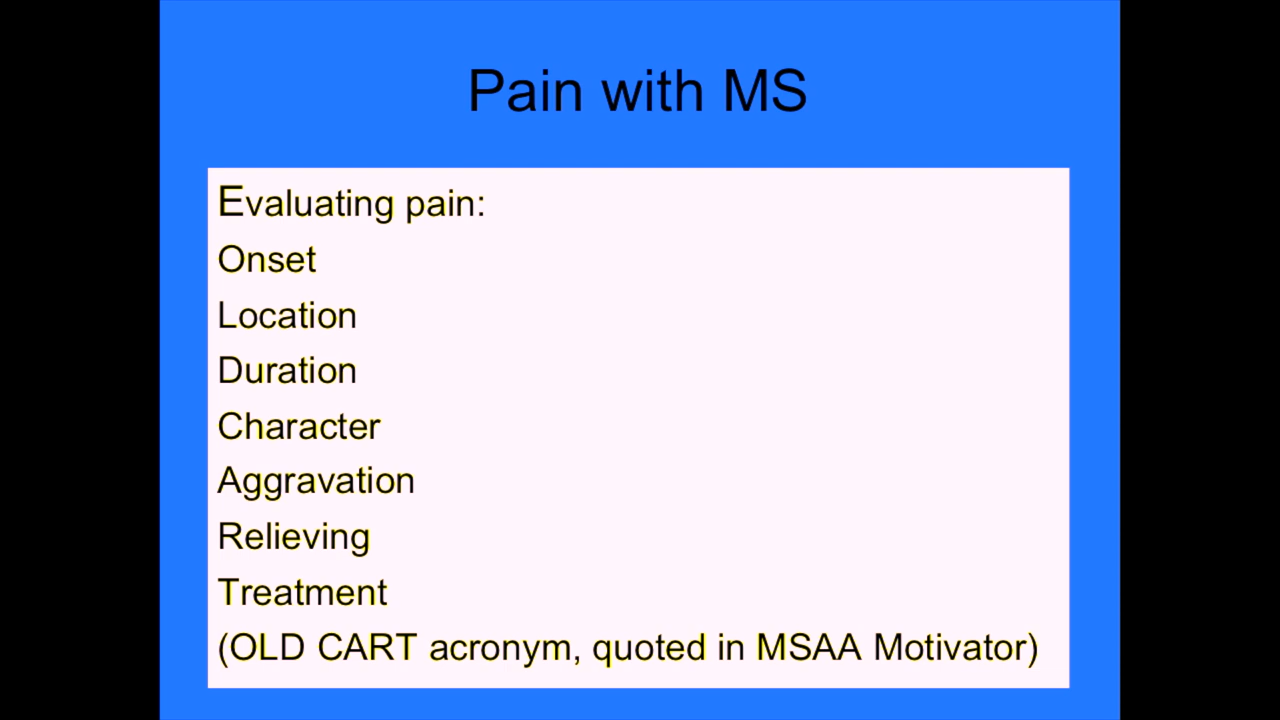 Pain with MS
Evaluating pain:
Onset
Location
Duration
Character
Aggravation
Relieving
Treatment
(OLD CART acronym, quoted in MSAA Motivator)